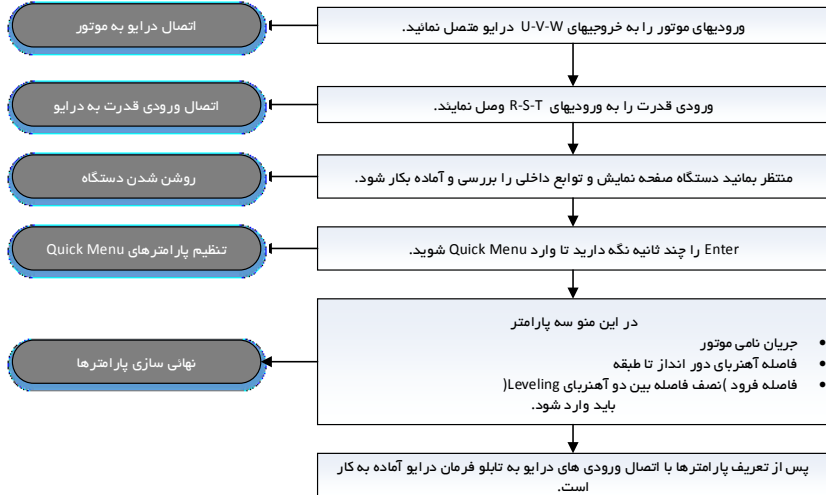 ورودیهای موتور را به خروجیهای U-V-W درایو متصل نمائید.
اتصال درایو به موتور
ورودی قدرت را به ورودیهای R-S-T وصل نمایند.
اتصال ورودی قدرت به درایو
منتظر بمانید دستگاه صفحه نمایش و توابع داخلی را بررسی و آماده بکار شود.
روشن شدن دستگاه
Enter را چند ثانیه نگه دارید تا وارد Quick Menu شوید.
تنظیم پارامترهای Quick Menu
در این منو سه پارامتر
• جریان نامی موتور
• فاصله آهنربای دور انداز تا طبقه
• فاصله فرود )نصف فاصله بین دو آهنربای Leveling(
باید وارد شود.
نهائی سازی پارامترها
پس از تعریف پارامترها با اتصال ورودی های درایو به تابلو فرمان درایو آماده به کار
است.